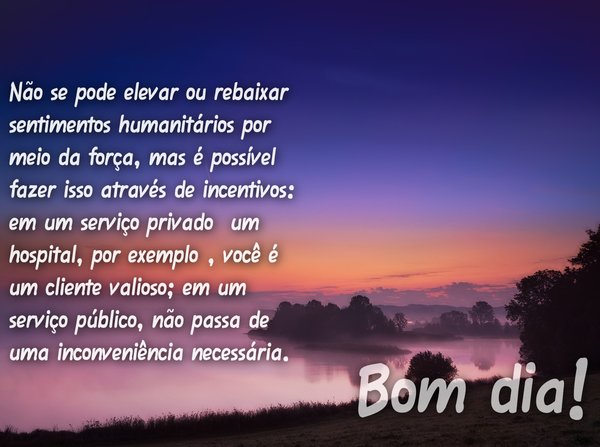 Não se pode elevar ou rebaixar
sentimentos humanitários por
meio da força, mas é possível
fazer isso através de incentivos:
em um serviço privado  um
hospital, por exemplo , você é
um cliente valioso; em um
serviço público, não passa de
uma inconveniência necessária.
Bom dia!